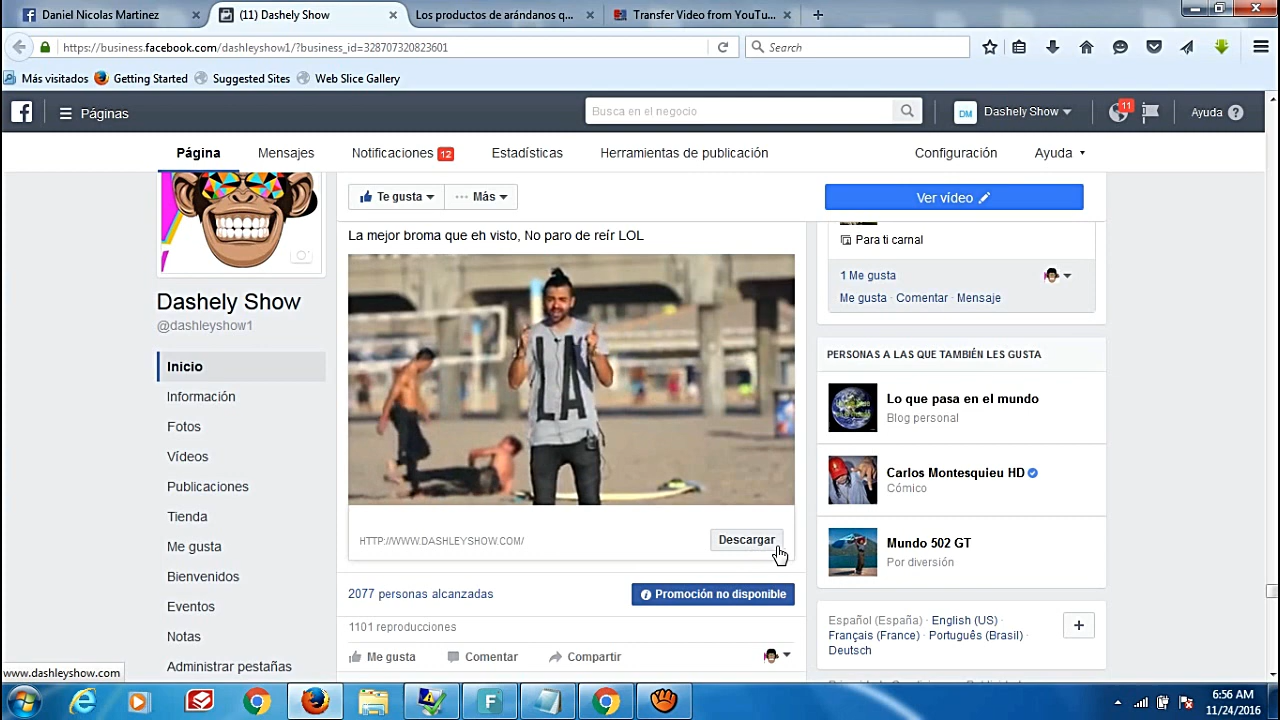 Daniel Nicolas Martinez
(11) Dashely Show
Los productos de arándanos q...
Transfer Video from YouTu...
https://business.facebook.com/dashleyshow1/?business_id=328707320823601
Search
Más visitados
Getting Started
Suggested Sites
Web Slice Gallery
Páginas
Busca en el negocio
DM
Dashely Show
11
Ayuda
Página
Mensajes
Notificaciones 12
Estadísticas
Herramientas de publicación
Configuración
Ayuda
Te gusta
Más
Ver vídeo
Dashely Show
@dashleyshow1
Inicio
Información
Fotos
Vídeos
Publicaciones
Tienda
Me gusta
Bienvenidos
Eventos
Notas
Administrar pestañas
La mejor broma que eh visto, No paro de reír LOL
LA
HTTP://WWW.DASHLEYSHOW.COM/
Descargar
2077 personas alcanzadas
Promoción no disponible
1101 reproducciones
Me gusta
Comentar
Compartir
Para ti carnal
1 Me gusta
Me gusta · Comentar · Mensaje
PERSONAS A LAS QUE TAMBIÉN LES GUSTA
Lo que pasa en el mundo
Blog personal
Carlos Montesquieu HD
Cómico
Mundo 502 GT
Por diversión
Español (España) · English (US) ·
Français (France) · Português (Brasil) ·
Deutsch
www.dashleyshow.com
6:56 AM
11/24/2016